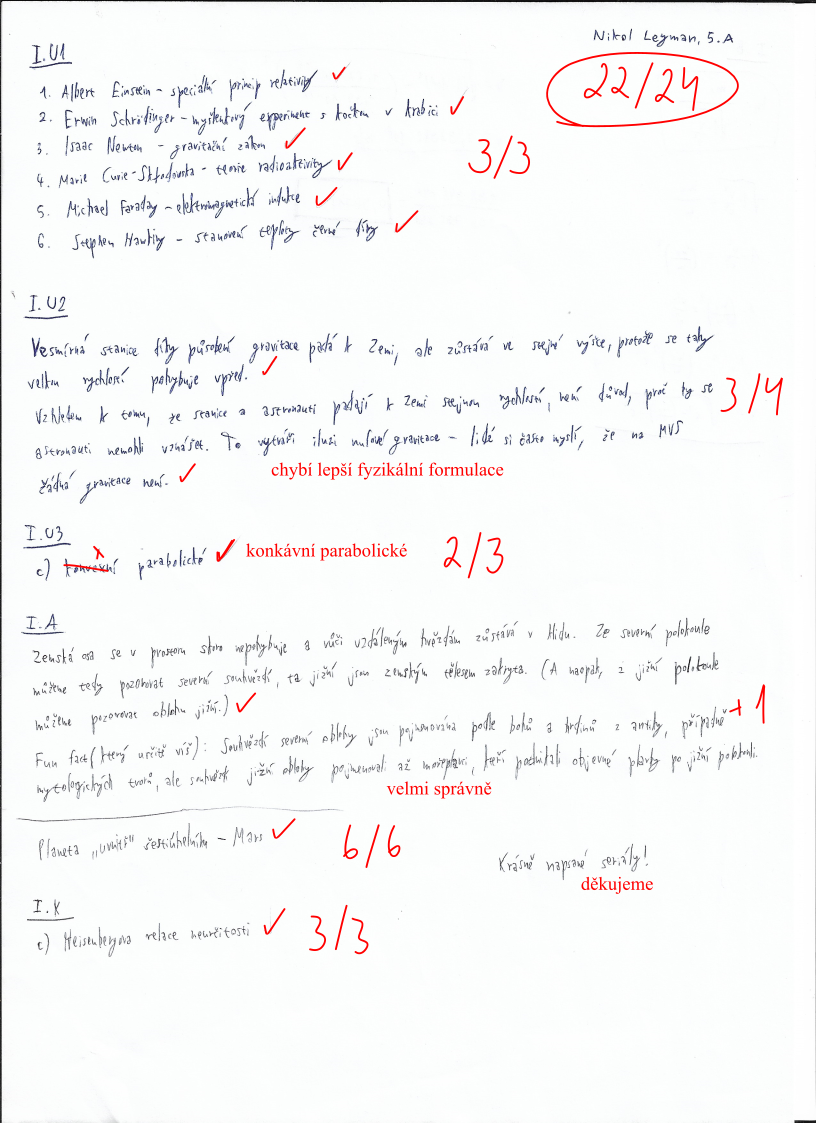 Nikol Legman, 5.A
22/24
I.U1
1. Albert Einstein - speciální princip relativity
2. Erwin Schrödinger - myšlenkový experiment s kočkou v krabici
3. Isaac Newton - gravitační zákon
3/3
4. Marie Curie-Skłodowska - teorie radioaktivity
5. Michael Faraday - elektromagnetická indukce
6. Stephen Hawking - stanovení teploty černé díry
I.U2
Vesmírná stanice díky působení gravitace padá k Zemi, ale zůstává ve stejné výšce, protože se taky
velkou rychlostí pohybuje vpřed.
Vzhledem k tomu, že stanice a astronauti padají k Zemi stejnou rychlostí, není důvod, proč by se
3/4
astronauti nemohli vznášet. To vytváří iluzi nulové gravitace - lidé si často myslí, že na MVS
žádná gravitace není.
chybí lepší fyzikální formulace
I.U3
c) konvexní parabolické
x
konkávní parabolické
2/3
I.A
Zemská osa se v prostoru skoro nepohybuje a vůči vzdáleným hvězdám zůstává v klidu. Ze severní polokoule
můžeme tedy pozorovat severní souhvězdí, ta jižní jsou zemským tělesem zakryta. (A naopak, z jižní polokoule
můžeme pozorovat oblohu jižní.)
+1
Fun fact (který určitě víš): Souhvězdí severní oblohy jsou pojmenována podle bohů a hrdinů z antiky, případně
mytologických tvorů, ale souhvězdí jižní oblohy pojmenovali až mořeplavci, kteří podnikali objevné plavby po jižní polokouli.
velmi správně
Planeta „uvnitř" šestiúhelníku - Mars
6/6
Krásně napsané seriály!
děkujeme
I.K
c) Heisenbergova relace neurčitosti
3/3